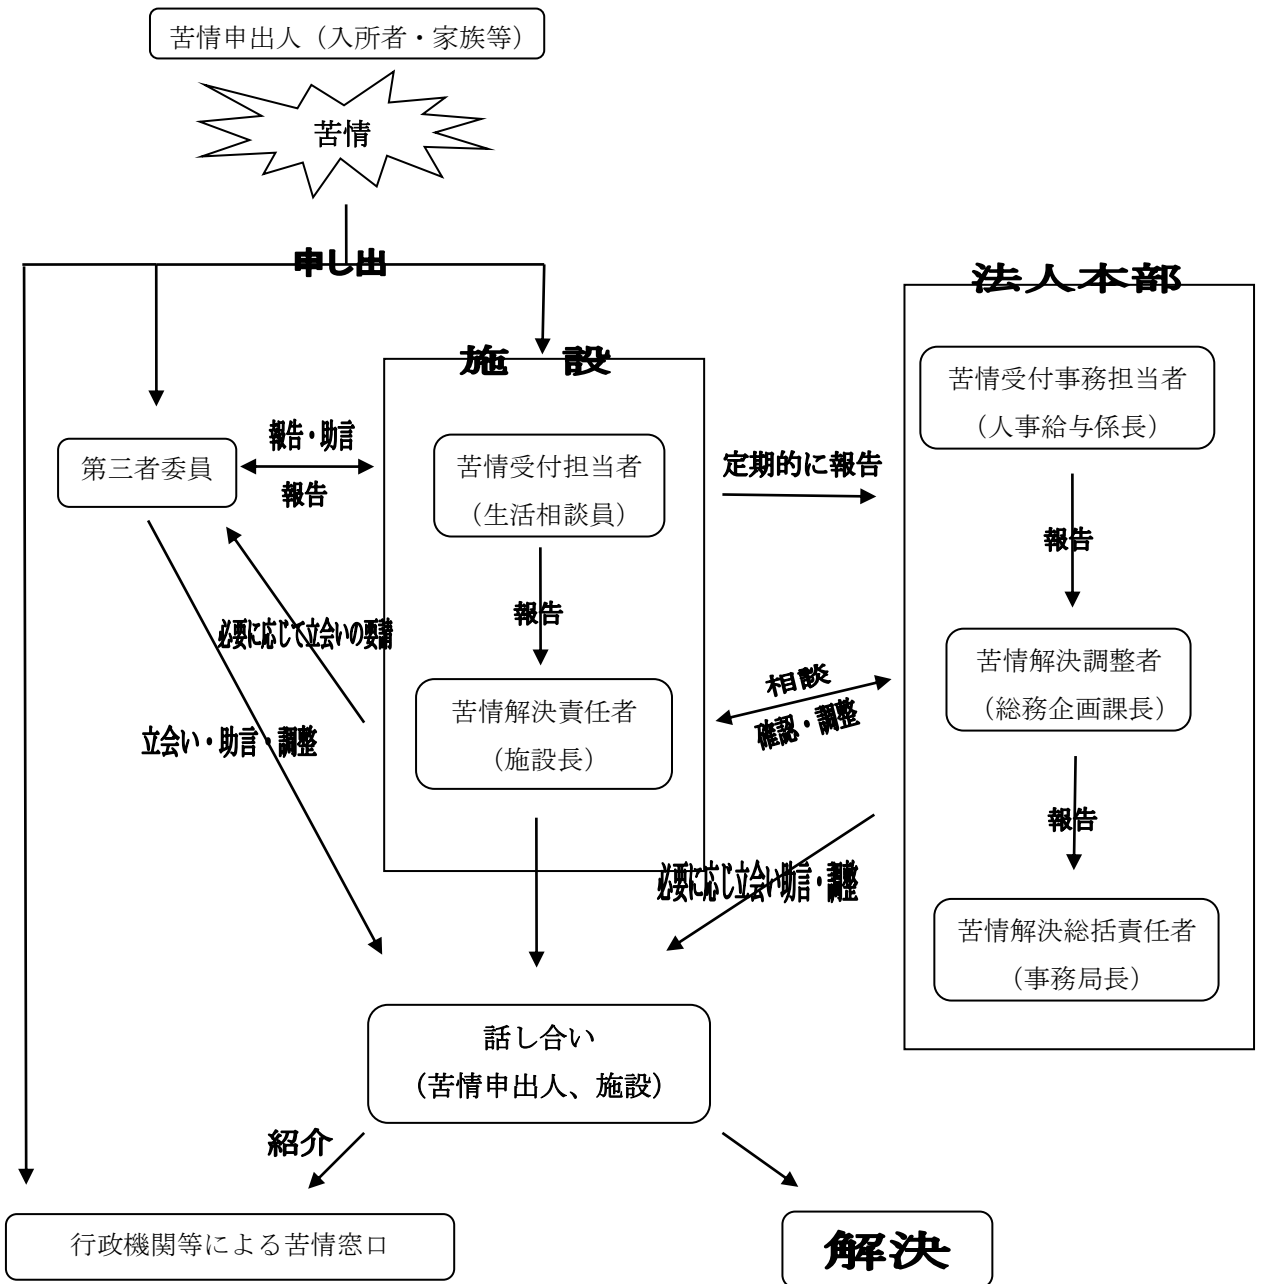 苦情申出人（入所者・家族等）
苦情
申し出
法人本部
施　設
苦情受付事務担当者
（人事給与係長）
第三者委員
報告・助言
報告
苦情受付担当者
（生活相談員）
定期的に報告
報告
報告
必要に応じて立会いの要請
苦情解決調整者
（総務企画課長）
相談
確認・調整
苦情解決責任者
（施設長）
立会い・助言・調整
報告
必要に応じ立会い助言・調整
苦情解決総括責任者
（事務局長）
話し合い
（苦情申出人、施設）
紹介
行政機関等による苦情窓口
解決